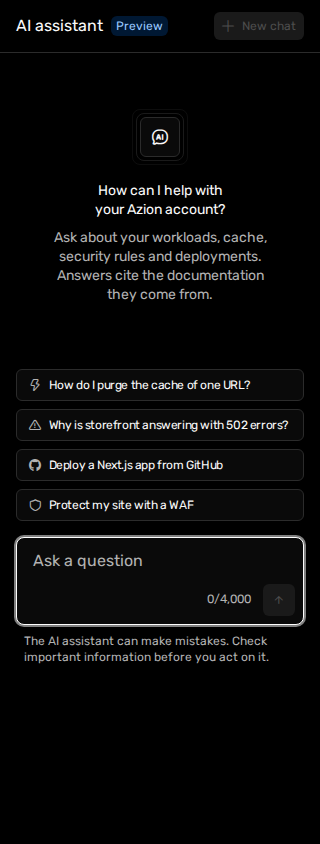 AI assistant Preview New chat
AI
How can I help with
your Azion account?
Ask about your workloads, cache,
security rules and deployments.
Answers cite the documentation
they come from.
How do I purge the cache of one URL?
Why is storefront answering with 502 errors?
Deploy a Next.js app from GitHub
Protect my site with a WAF
Ask a question
0/4,000
The AI assistant can make mistakes. Check
important information before you act on it.